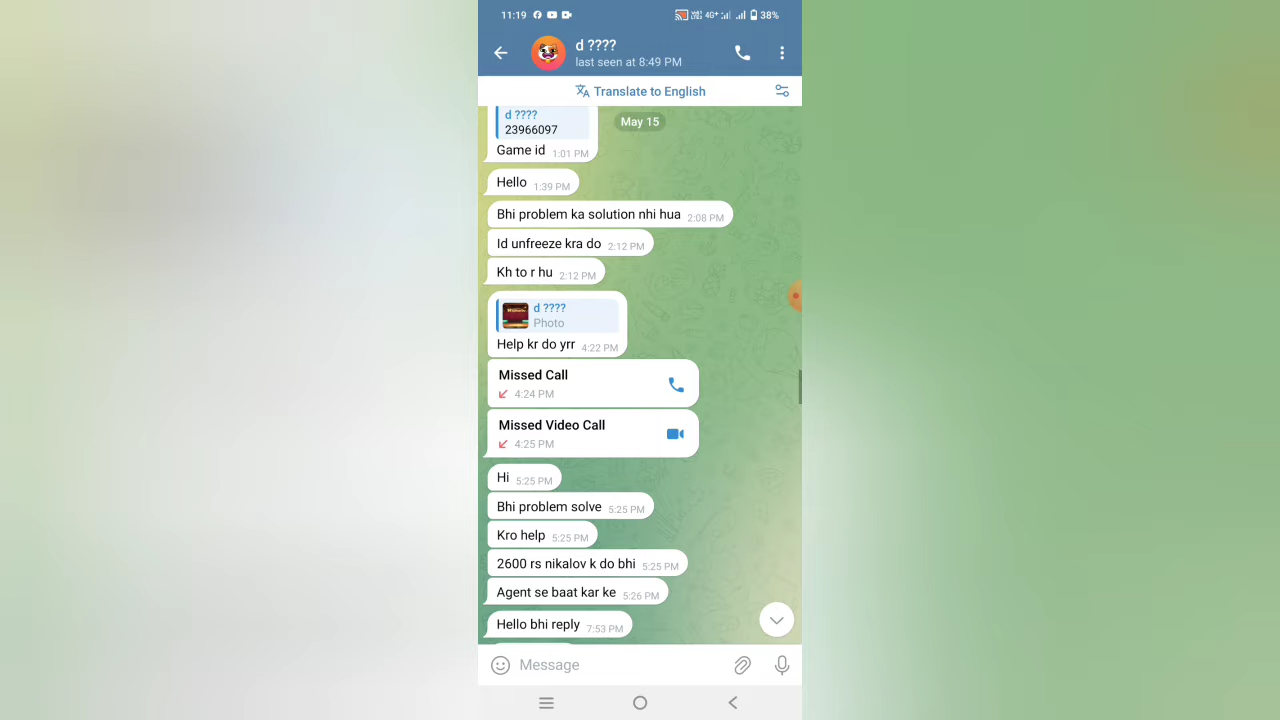 11:19
4G+
38%
d ????
last seen at 8:49 PM
Translate to English
May 15
d ????
23966097
Game id 1:01 PM
Hello 1:39 PM
Bhi problem ka solution nhi hua 2:08 PM
Id unfreeze kra do 2:12 PM
Kh to r hu 2:12 PM
d ????
Photo
Help kr do yrr 4:22 PM
Missed Call
4:24 PM
Missed Video Call
4:25 PM
Hi 5:25 PM
Bhi problem solve 5:25 PM
Kro help 5:25 PM
2600 rs nikalov k do bhi 5:25 PM
Agent se baat kar ke 5:26 PM
Hello bhi reply 7:53 PM
Message